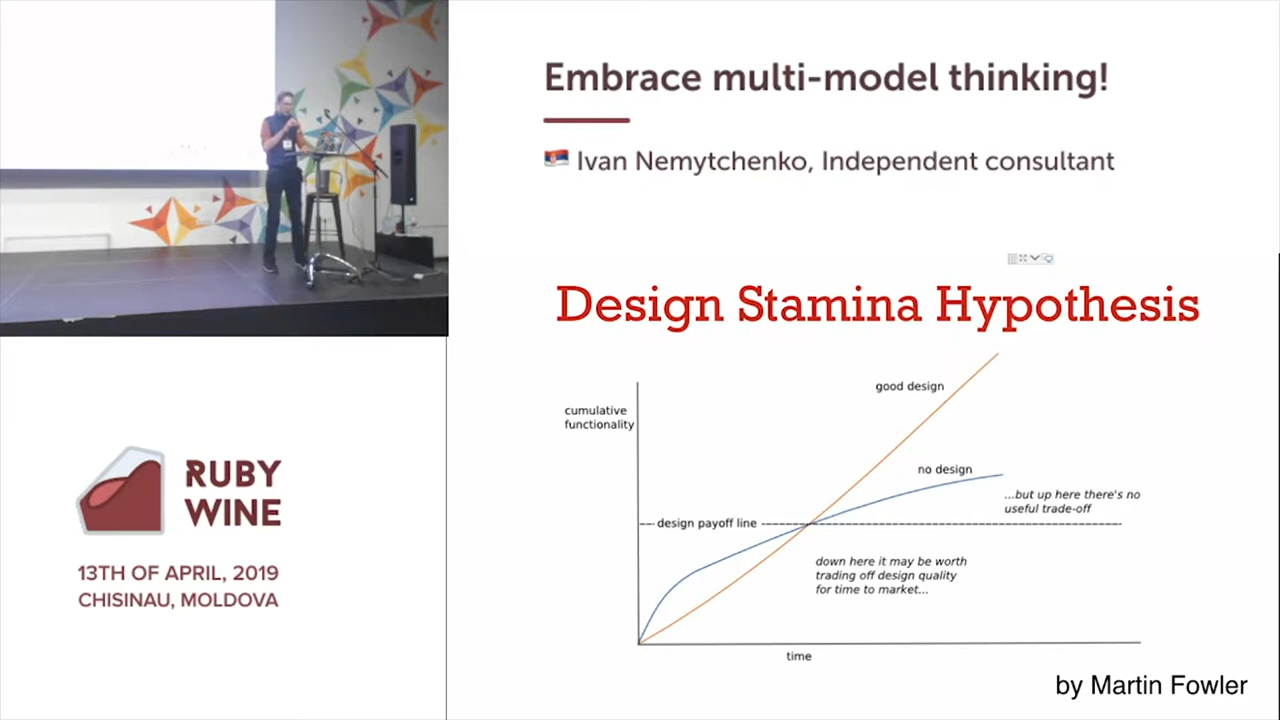 Embrace multi-model thinking!
Ivan Nemytchenko, Independent consultant
Design Stamina Hypothesis
good design
cumulative
functionality
no design
...but up here there's no
useful trade-off
design payoff line
down here it may be worth
trading off design quality
for time to market...
time
by Martin Fowler
RUBY
WINE
13TH OF APRIL, 2019
CHISINAU, MOLDOVA